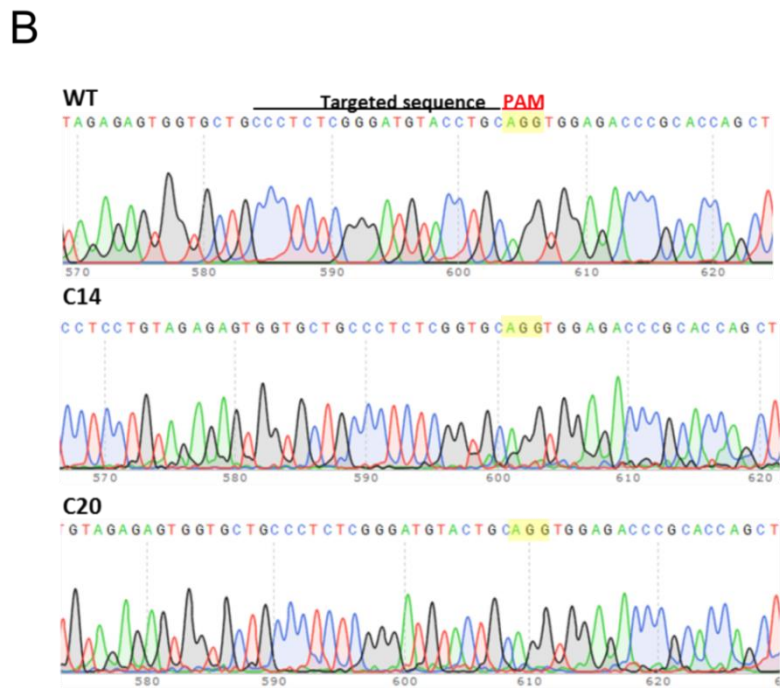 B
WT
Targeted sequence PAM
TAGAGAGTGGTGCTGCCCTCTCGGGATGTACCTGCAGGTGGAGACCCGCACCAGCT
570 580 590 600 610 620
C14
CCTCCTGTAGAGAGTGGTGCTGCCCTCTCGGTGCAGGTGGAGACCCGCACCAGCT
570 580 590 600 610 620
C20
TGTAGAGAGTGGTGCTGCCCTCTCGGGATGTACTGCAGGTGGAGACCCGCACCAGCT
580 590 600 610 620